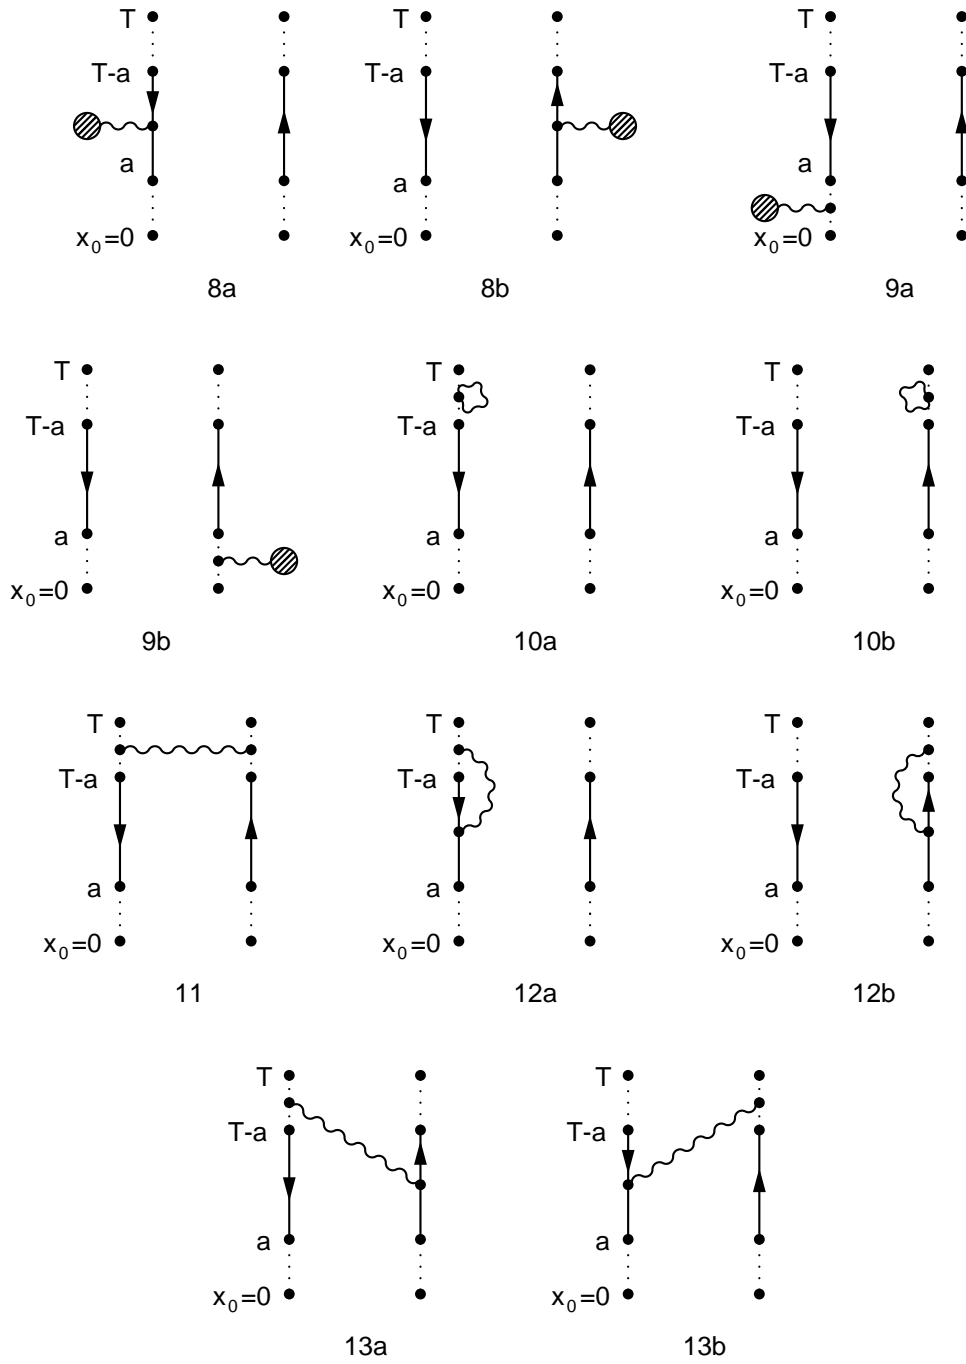 T T T
T-a T-a T-a
a a a
x0=0 x0=0 x0=0
8a 8b 9a
T T T
T-a T-a T-a
a a a
x0=0 x0=0 x0=0
9b 10a 10b
T T T
T-a T-a T-a
a a a
x0=0 x0=0 x0=0
11 12a 12b
T T
T-a T-a
a a
x0=0 x0=0
13a 13b